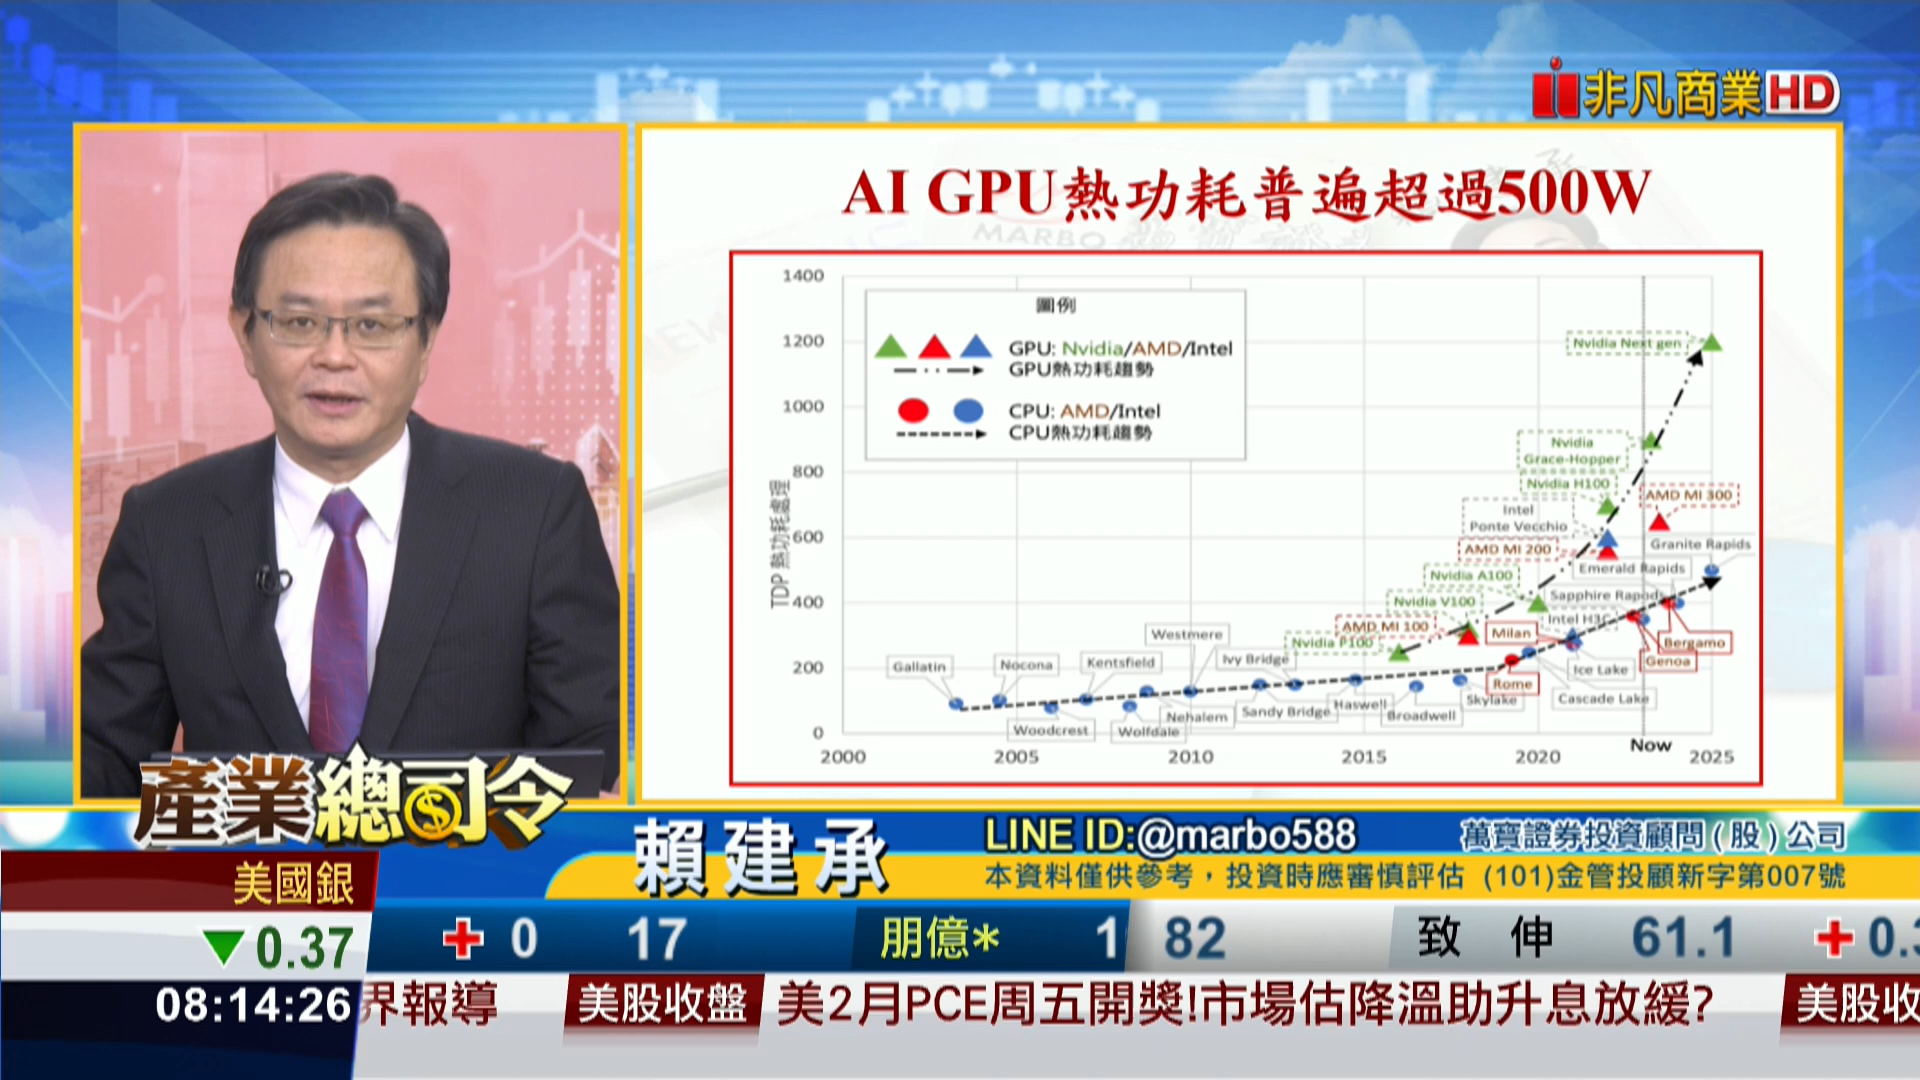 非凡商業HD
AI GPU熱功耗普遍超過500W
MARBO
圖例
GPU: Nvidia/AMD/Intel
GPU熱功耗趨勢
CPU: AMD/Intel
CPU熱功耗趨勢
TDP 熱功耗處理
1400
1200
1000
800
600
400
200
0
2000
2005
2010
2015
2020
Now
2025
Nvidia Next gen
Nvidia
Grace-Hopper
Nvidia H100
AMD MI 300
Intel
Ponte Vecchio
AMD MI 200
Granite Rapids
Emerald Rapids
Nvidia A100
Sapphire Rapods
Nvidia V100
Intel H3C
AMD MI 100
Milan
Nvidia P100
Bergamo
Genoa
Westmere
Ivy Bridge
Gallatin
Nocona
Kentsfield
Ice Lake
Rome
Skylake
Cascade Lake
Haswell
Broadwell
Sandy Bridge
Nehalem
Woodcrest
Wolfdale
產業總司令
賴建承
LINE ID:@marbo588
萬寶證券投資顧問(股)公司
本資料僅供參考，投資時應審慎評估 (101)金管投顧新字第007號
美國銀
▼0.37
+ 0 17 朋億* 1 82 致伸 61.1 + 0.3
08:14:26
界報導 美股收盤 美2月PCE周五開獎!市場估降溫助升息放緩? 美股收